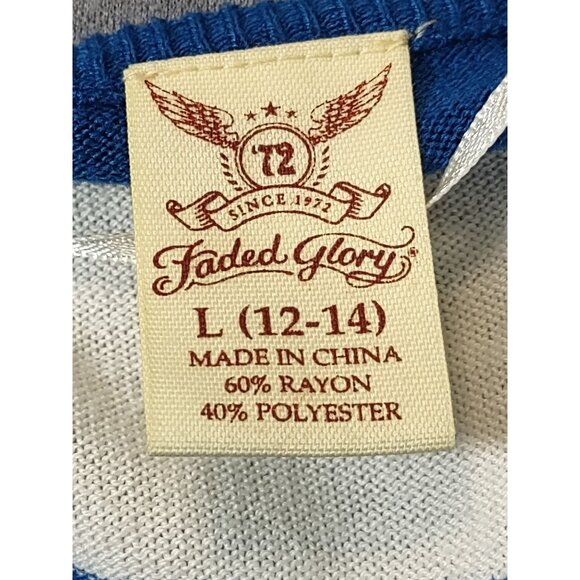 '72
SINCE 1972
Faded Glory
L (12-14)
MADE IN CHINA
60% RAYON
40% POLYESTER